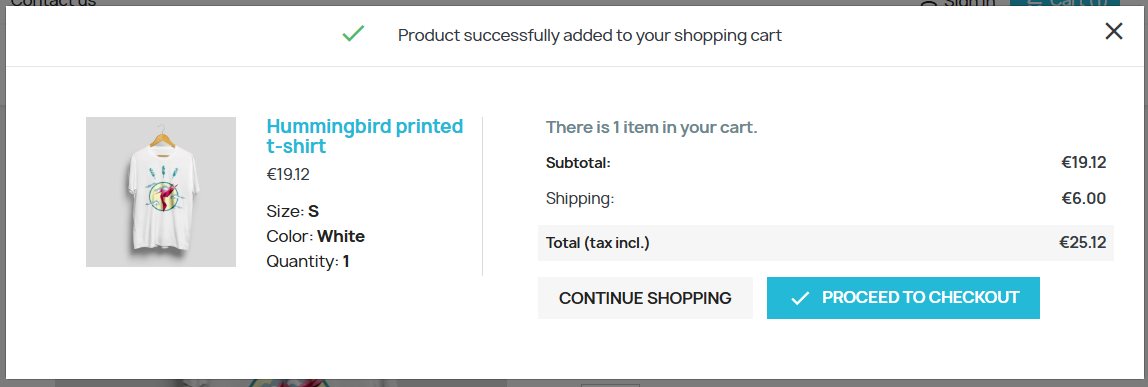 Contact us
Sign in
Cart (1)
Product successfully added to your shopping cart
Hummingbird printed
t-shirt
€19.12
Size: S
Color: White
Quantity: 1
There is 1 item in your cart.
Subtotal: €19.12
Shipping: €6.00
Total (tax incl.) €25.12
CONTINUE SHOPPING
PROCEED TO CHECKOUT